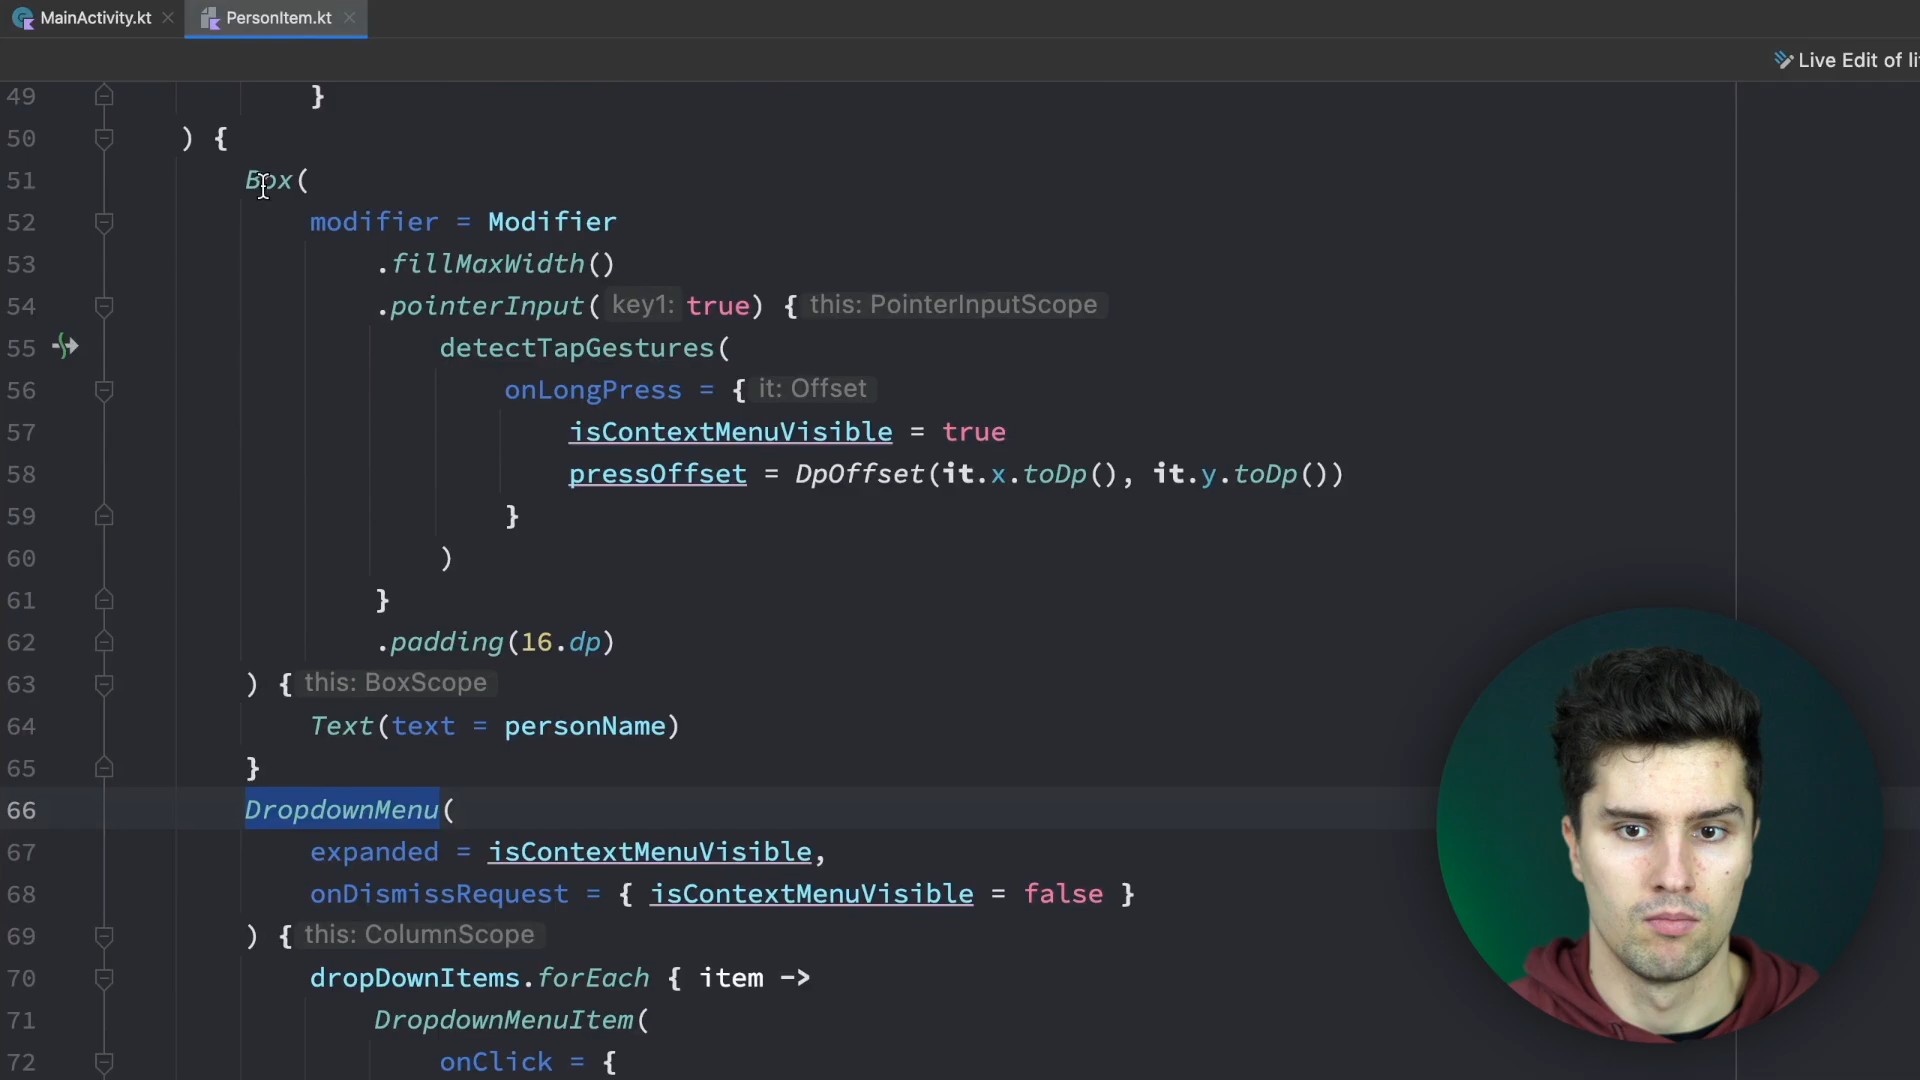 MainActivity.kt
PersonItem.kt
Live Edit of li
49 }
50 ) {
51 Box(
52 modifier = Modifier
53 .fillMaxWidth()
54 .pointerInput( key1: true) { this: PointerInputScope
55 detectTapGestures(
56 onLongPress = { it: Offset
57 isContextMenuVisible = true
58 pressOffset = DpOffset(it.x.toDp(), it.y.toDp())
59 }
60 )
61 }
62 .padding(16.dp)
63 ) { this: BoxScope
64 Text(text = personName)
65 }
66 DropdownMenu(
67 expanded = isContextMenuVisible,
68 onDismissRequest = { isContextMenuVisible = false }
69 ) { this: ColumnScope
70 dropDownItems.forEach { item ->
71 DropdownMenuItem(
72 onClick = {